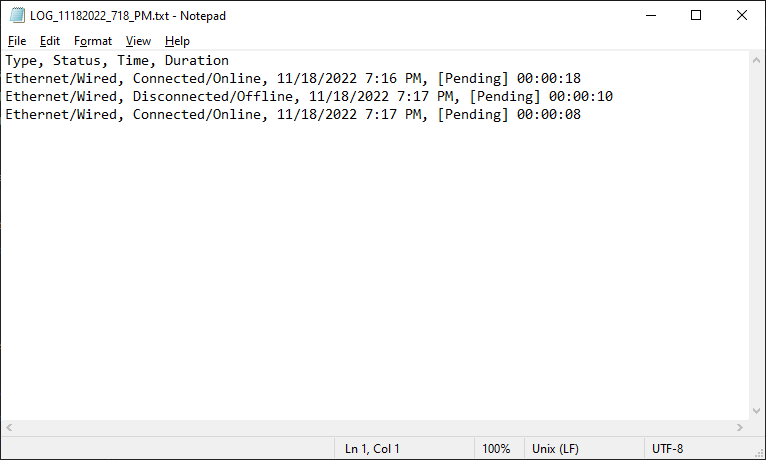 LOG_11182022_718_PM.txt - Notepad
File Edit Format View Help
Type, Status, Time, Duration
Ethernet/Wired, Connected/Online, 11/18/2022 7:16 PM, [Pending] 00:00:18
Ethernet/Wired, Disconnected/Offline, 11/18/2022 7:17 PM, [Pending] 00:00:10
Ethernet/Wired, Connected/Online, 11/18/2022 7:17 PM, [Pending] 00:00:08
Ln 1, Col 1 100% Unix (LF) UTF-8